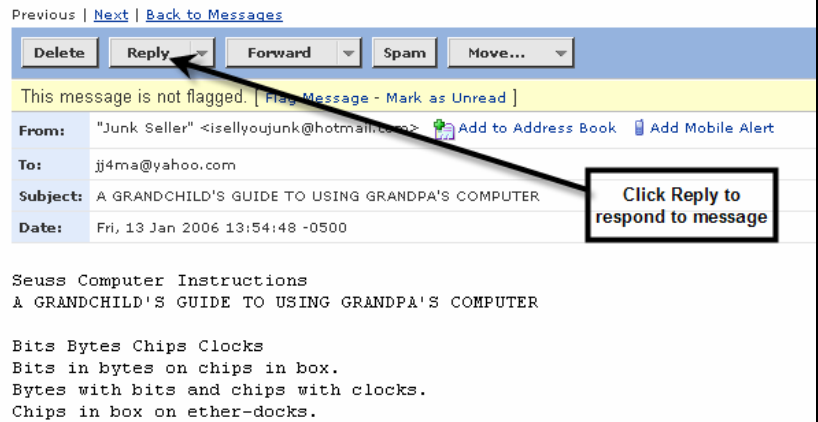 Previous | Next | Back to Messages
Delete Reply Forward Spam Move...
This message is not flagged. [ Flag Message - Mark as Unread ]
From: "Junk Seller" <isellyoujunk@hotmail.com> Add to Address Book Add Mobile Alert
To: jj4ma@yahoo.com
Subject: A GRANDCHILD'S GUIDE TO USING GRANDPA'S COMPUTER
Click Reply to
respond to message
Date: Fri, 13 Jan 2006 13:54:48 -0500
Seuss Computer Instructions
A GRANDCHILD'S GUIDE TO USING GRANDPA'S COMPUTER
Bits Bytes Chips Clocks
Bits in bytes on chips in box.
Bytes with bits and chips with clocks.
Chips in box on ether-docks.